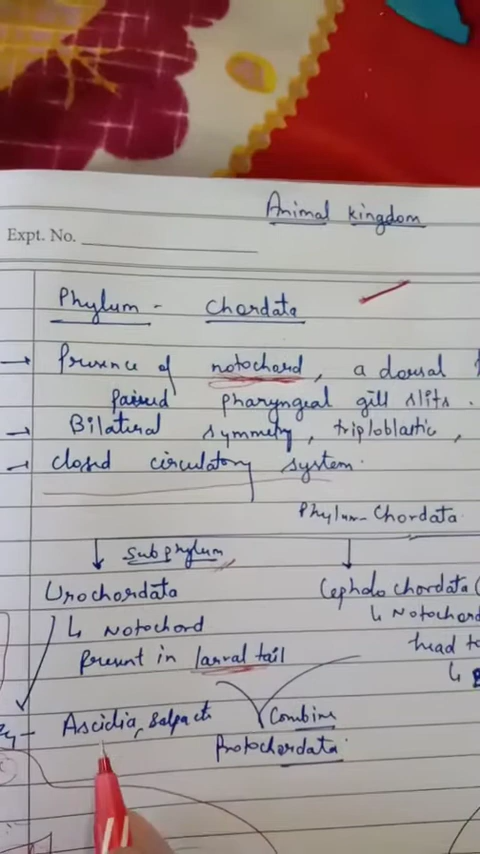 Animal kingdom
Expt. No.
Phylum - Chordata
→ Presence of notochord, a dorsal
paired pharyngeal gill slits.
→ Bilateral symmetry, triploblastic,
→ closed circulatory system.
Phylum-Chordata
Subphylum
Urochordata Cephalochordata (
↳ Notochord ↳ Notochord
present in larval tail head to
↳
Eg - Ascidia, Salpa etc Combine
Protochordata